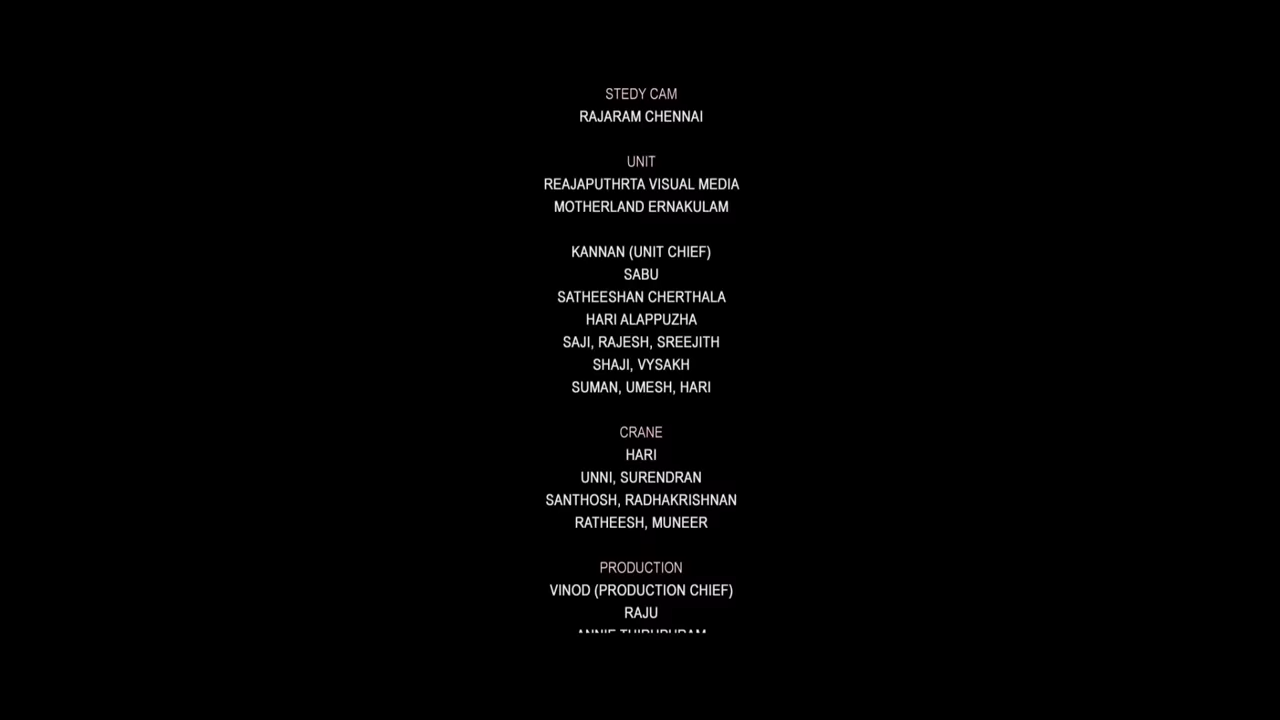 STEDY CAM
RAJARAM CHENNAI
UNIT
REAJAPUTHRTA VISUAL MEDIA
MOTHERLAND ERNAKULAM
KANNAN (UNIT CHIEF)
SABU
SATHEESHAN CHERTHALA
HARI ALAPPUZHA
SAJI, RAJESH, SREEJITH
SHAJI, VYSAKH
SUMAN, UMESH, HARI
CRANE
HARI
UNNI, SURENDRAN
SANTHOSH, RADHAKRISHNAN
RATHEESH, MUNEER
PRODUCTION
VINOD (PRODUCTION CHIEF)
RAJU